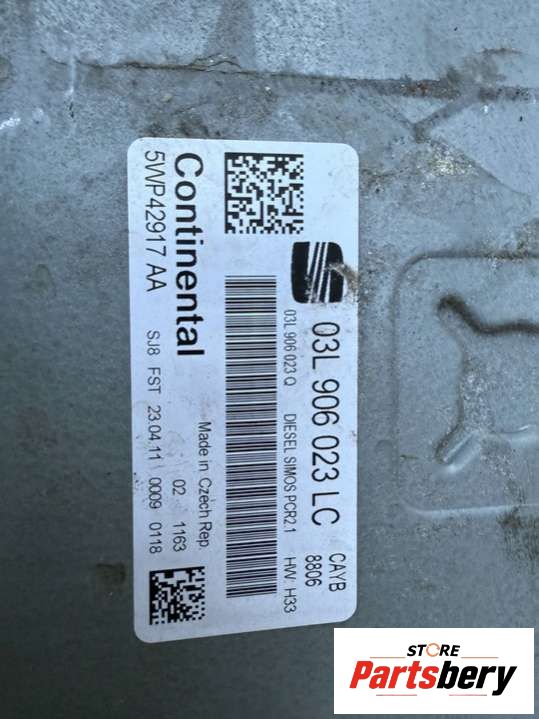 Continental
5WP42917 AA
SJ8 FST 23.04.11 0009 0118
Made in Czech Rep.
02 1163
03L 906 023 LC
CAYB
8806
03L 906 023 Q DIESEL SIMOS PCR2.1 HW: H33
STORE
Partsbery